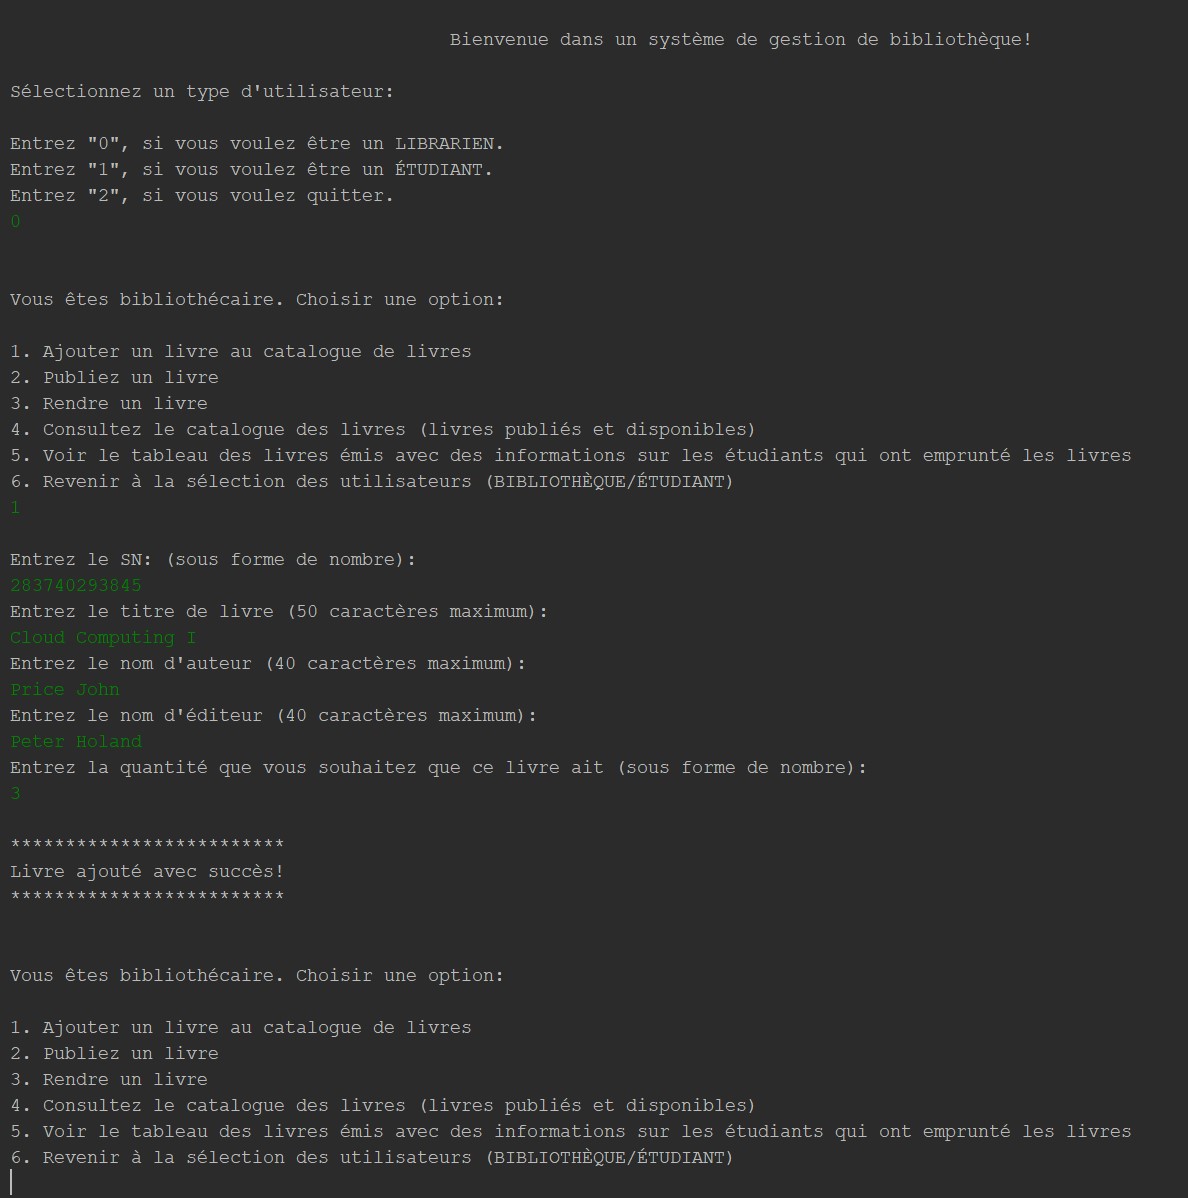 Bienvenue dans un système de gestion de bibliothèque!
Sélectionnez un type d'utilisateur:
Entrez "0", si vous voulez être un LIBRARIEN.
Entrez "1", si vous voulez être un ÉTUDIANT.
Entrez "2", si vous voulez quitter.
0
Vous êtes bibliothécaire. Choisir une option:
1. Ajouter un livre au catalogue de livres
2. Publiez un livre
3. Rendre un livre
4. Consultez le catalogue des livres (livres publiés et disponibles)
5. Voir le tableau des livres émis avec des informations sur les étudiants qui ont emprunté les livres
6. Revenir à la sélection des utilisateurs (BIBLIOTHÈQUE/ÉTUDIANT)
1
Entrez le SN: (sous forme de nombre):
283740293845
Entrez le titre de livre (50 caractères maximum):
Cloud Computing I
Entrez le nom d'auteur (40 caractères maximum):
Price John
Entrez le nom d'éditeur (40 caractères maximum):
Peter Holand
Entrez la quantité que vous souhaitez que ce livre ait (sous forme de nombre):
3
*************************
Livre ajouté avec succès!
*************************
Vous êtes bibliothécaire. Choisir une option:
1. Ajouter un livre au catalogue de livres
2. Publiez un livre
3. Rendre un livre
4. Consultez le catalogue des livres (livres publiés et disponibles)
5. Voir le tableau des livres émis avec des informations sur les étudiants qui ont emprunté les livres
6. Revenir à la sélection des utilisateurs (BIBLIOTHÈQUE/ÉTUDIANT)